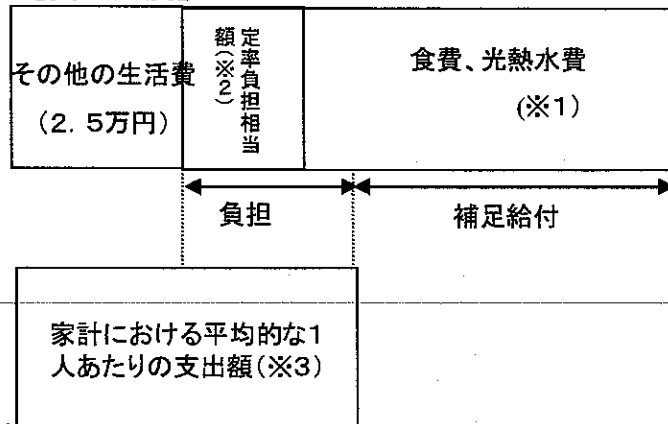 その他の生活費
（2．5万円）
定率負担相当
額（※2）
食費、光熱水費
（※1）
負担
補足給付
家計における平均的な1
人あたりの支出額（※3）